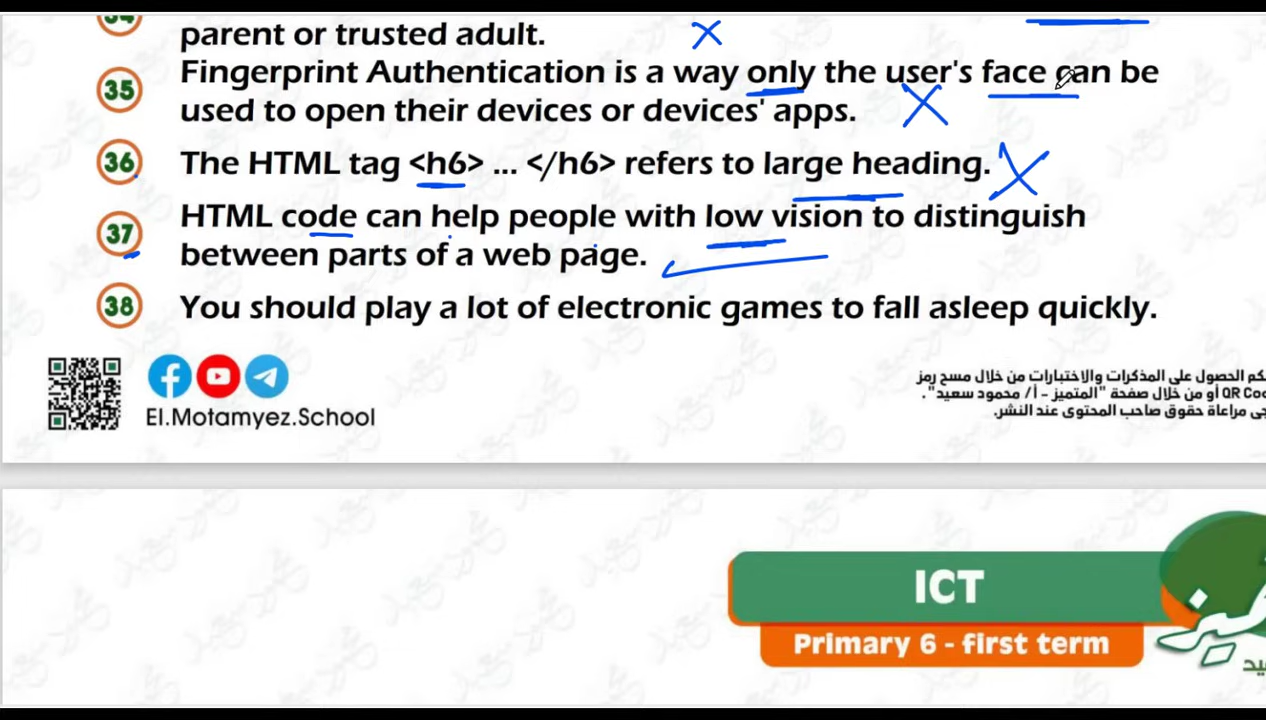 34
parent or trusted adult.
35 Fingerprint Authentication is a way only the user's face can be
used to open their devices or devices' apps.
36 The HTML tag <h6> ... </h6> refers to large heading.
37 HTML code can help people with low vision to distinguish
between parts of a web page.
38 You should play a lot of electronic games to fall asleep quickly.
El.Motamyez.School
كم الحصول على المذكرات والاختبارات من خلال مسح رمز
QR Co أو من خلال صفحة "المتميز - أ/ محمود سعيد".
جى مراعاة حقوق صاحب المحتوى عند النشر.
ICT
Primary 6 - first term